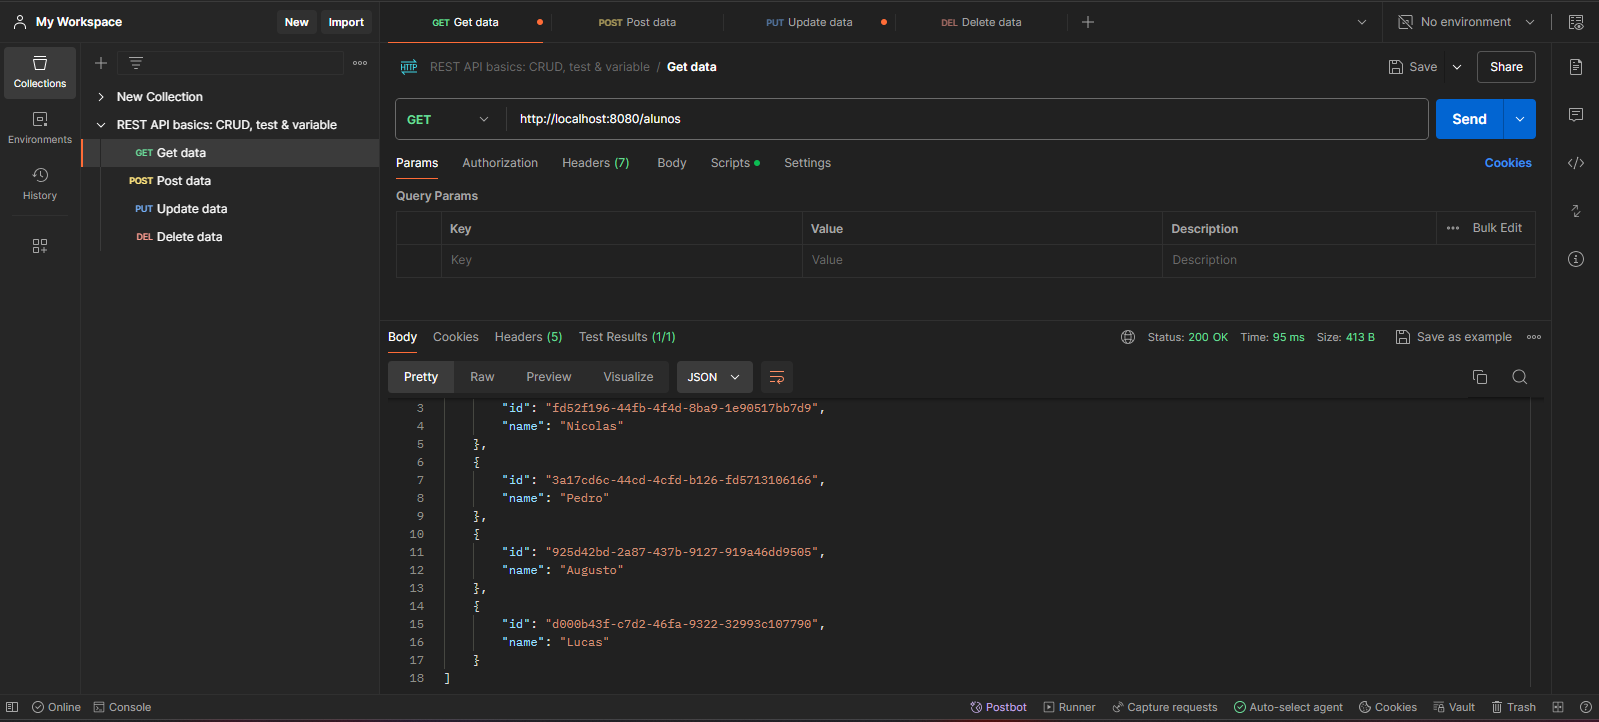 My Workspace
New
Import
GET Get data
POST Post data
PUT Update data
DEL Delete data
No environment
Collections
Environments
History
New Collection
REST API basics: CRUD, test & variable
GET Get data
POST Post data
PUT Update data
DEL Delete data
HTTP
REST API basics: CRUD, test & variable / Get data
Save
Share
GET
http://localhost:8080/alunos
Send
Params
Authorization
Headers (7)
Body
Scripts
Settings
Cookies
Query Params
Key
Value
Description
Bulk Edit
Key
Value
Description
Body
Cookies
Headers (5)
Test Results (1/1)
Status: 200 OK
Time: 95 ms
Size: 413 B
Save as example
Pretty
Raw
Preview
Visualize
JSON
3 "id": "fd52f196-44fb-4f4d-8ba9-1e90517bb7d9",
4 "name": "Nicolas"
5 },
6 {
7 "id": "3a17cd6c-44cd-4cfd-b126-fd5713106166",
8 "name": "Pedro"
9 },
10 {
11 "id": "925d42bd-2a87-437b-9127-919a46dd9505",
12 "name": "Augusto"
13 },
14 {
15 "id": "d000b43f-c7d2-46fa-9322-32993c107790",
16 "name": "Lucas"
17 }
18 ]
Online
Console
Postbot
Runner
Capture requests
Auto-select agent
Cookies
Vault
Trash